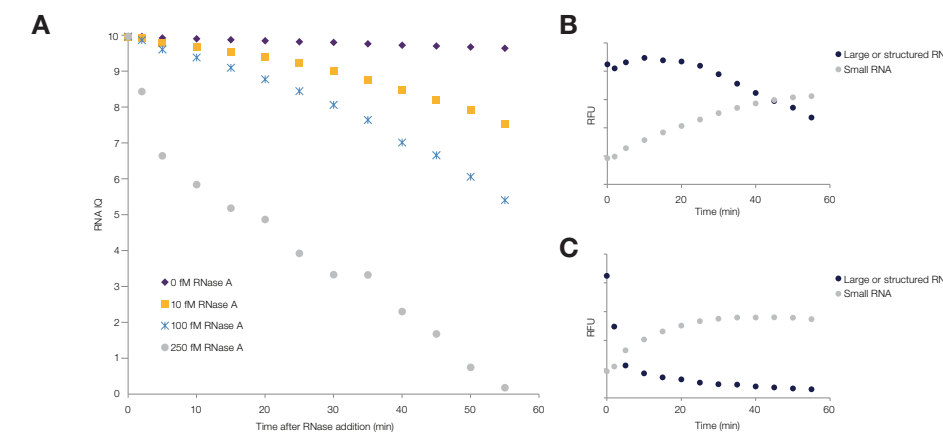 A
10
9
8
7
6
5
4
3
2
1
0
RNA IQ
0 fM RNase A
10 fM RNase A
100 fM RNase A
250 fM RNase A
0 10 20 30 40 50 60
Time after RNase addition (min)
B
RFU
Large or structured RN
Small RNA
0 20 40 60
Time (min)
C
RFU
Large or structured RN
Small RNA
0 20 40 60
Time (min)